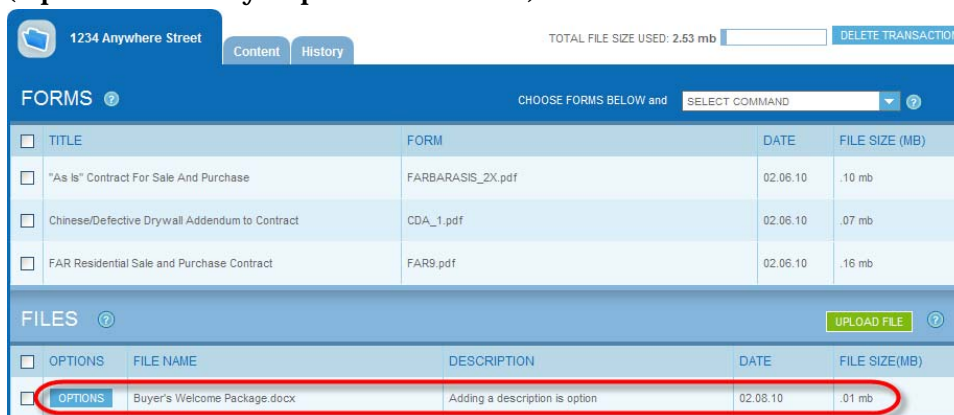 1234 Anywhere Street Content History TOTAL FILE SIZE USED: 2.53 mb DELETE TRANSACTION
FORMS ? CHOOSE FORMS BELOW and SELECT COMMAND ?
TITLE FORM DATE FILE SIZE (MB)
"As Is" Contract For Sale And Purchase FARBARASIS_2X.pdf 02.06.10 .10 mb
Chinese/Defective Drywall Addendum to Contract CDA_1.pdf 02.06.10 .07 mb
FAR Residential Sale and Purchase Contract FAR9.pdf 02.06.10 .16 mb
FILES ? UPLOAD FILE ?
OPTIONS FILE NAME DESCRIPTION DATE FILE SIZE(MB)
OPTIONS Buyer's Welcome Package.docx Adding a description is option 02.08.10 .01 mb